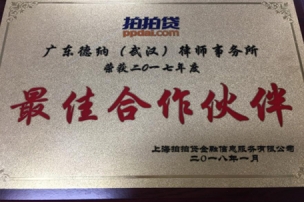 拍拍贷
ppdai.com
广东德纳（武汉）律师事务所
荣获二〇一七年度
最佳合作伙伴
上海拍拍贷金融信息服务有限公司
二〇一八年一月